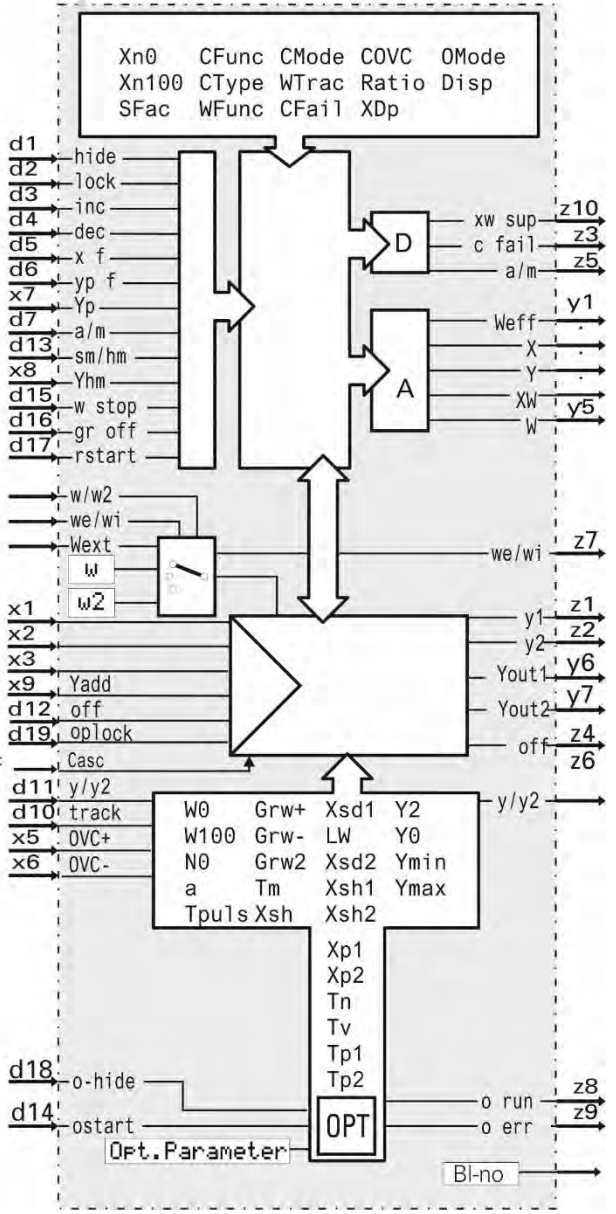 Xn0 CFunc CMode COVC OMode
Xn100 CType WTrac Ratio Disp
SFac WFunc CFail XDp
d1 hide
d2 lock
d3 inc
d4 dec
d5 x f
d6 yp f
x7 Yp
d7 a/m
d13 sm/hm
x8 Yhm
d15 w stop
d16 gr off
d17 rstart
D
xw sup z10
c fail z3
a/m z5
A
Weff y1
X
Y
XW
W y5
w/w2
we/wi
Wext
W
W2
we/wi z7
x1
x2
x3
x9 Yadd
d12 off
d19 oplock
Casc
y1 z1
y2 z2
Yout1 y6
Yout2 y7
off z4
z6
d11 y/y2
d10 track
x5 OVC+
x6 OVC-
y/y2
W0 Grw+ Xsd1 Y2
W100 Grw- LW Y0
N0 Grw2 Xsd2 Ymin
a Tm Xsh1 Ymax
Tpuls Xsh Xsh2
Xp1
Xp2
Tn
Tv
Tp1
Tp2
d18 o-hide
d14 ostart
OPT
Opt.Parameter
o run z8
o err z9
Bl-no